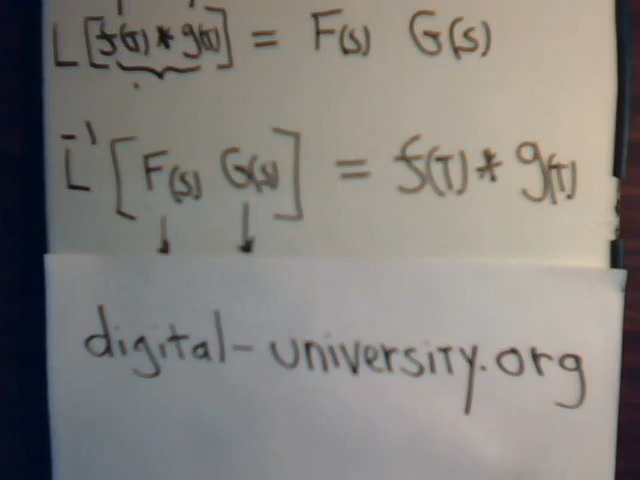 L[f(t) * g(t)] = F(s) G(s)
L⁻¹[F(s) G(s)] = f(T) * g(T)
digital-university.org